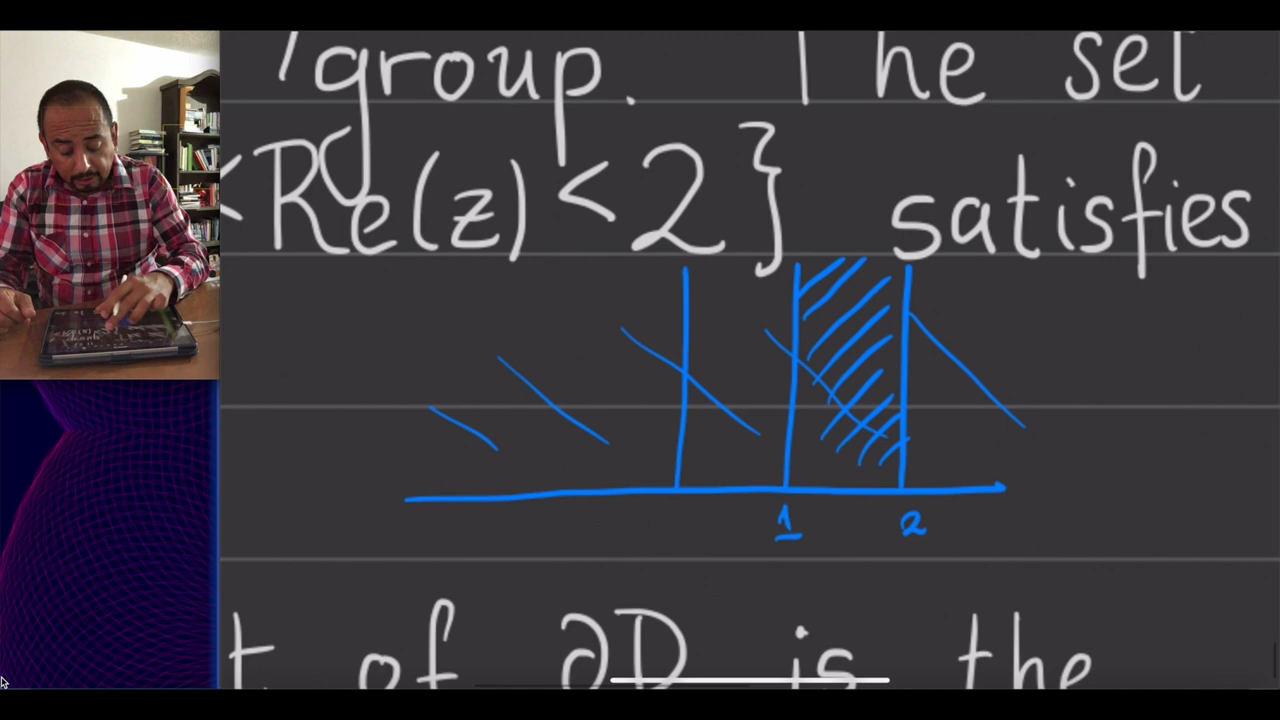 group. The set
<Re(z)<2} satisfies
1 2
t of ∂D is the